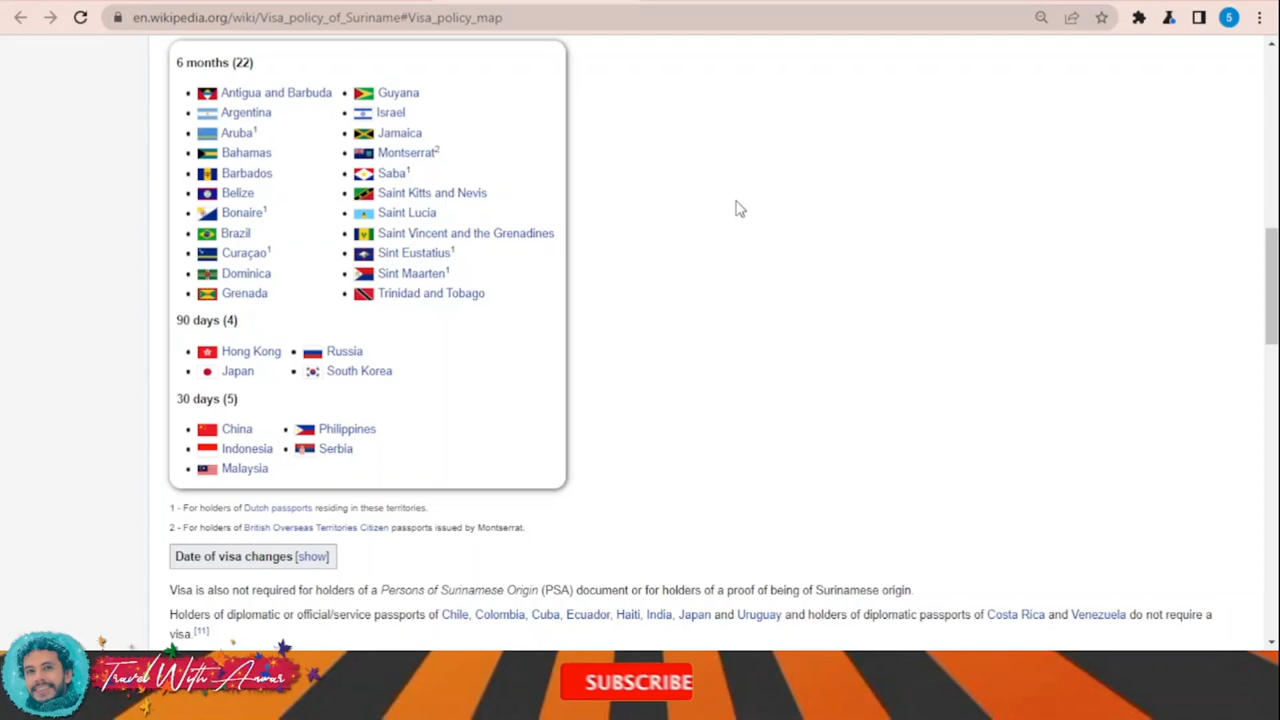 en.wikipedia.org/wiki/Visa_policy_of_Suriname#Visa_policy_map
5
6 months (22)
Antigua and Barbuda
Argentina
Aruba1
Bahamas
Barbados
Belize
Bonaire1
Brazil
Curaçao1
Dominica
Grenada
Guyana
Israel
Jamaica
Montserrat2
Saba1
Saint Kitts and Nevis
Saint Lucia
Saint Vincent and the Grenadines
Sint Eustatius1
Sint Maarten1
Trinidad and Tobago
90 days (4)
Hong Kong
Japan
Russia
South Korea
30 days (5)
China
Indonesia
Malaysia
Philippines
Serbia
1 - For holders of Dutch passports residing in these territories.
2 - For holders of British Overseas Territories Citizen passports issued by Montserrat.
Date of visa changes [show]
Visa is also not required for holders of a Persons of Surinamese Origin (PSA) document or for holders of a proof of being of Surinamese origin.
Holders of diplomatic or official/service passports of Chile, Colombia, Cuba, Ecuador, Haiti, India, Japan and Uruguay and holders of diplomatic passports of Costa Rica and Venezuela do not require a
visa.[11]
Travel With Anwar
SUBSCRIBE